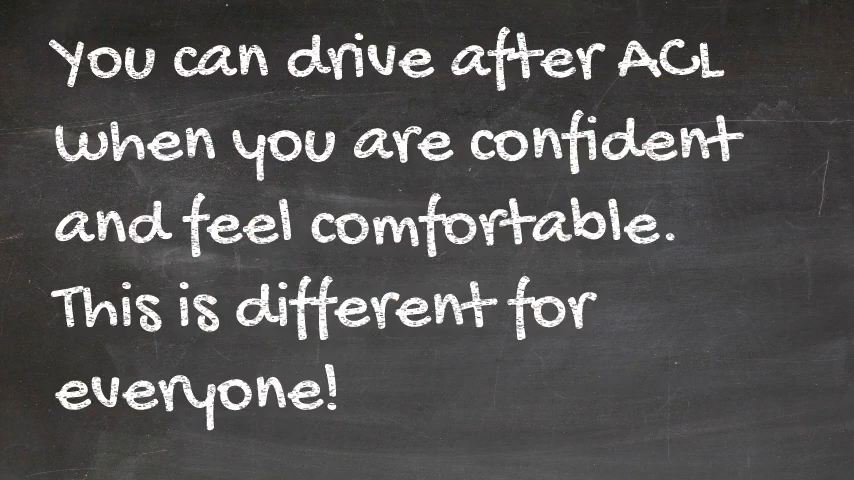 You can drive after ACL
when you are confident
and feel comfortable.
This is different for
everyone!